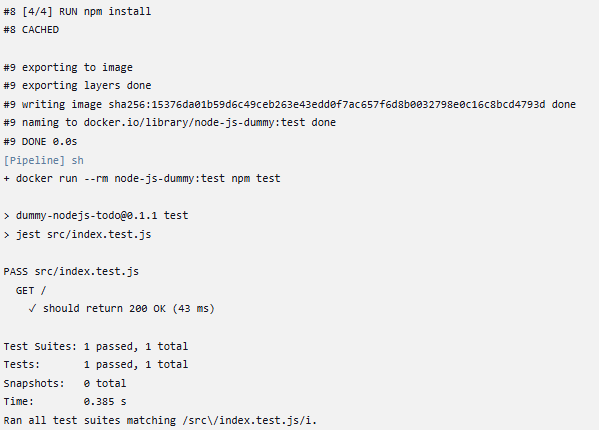 #8 [4/4] RUN npm install
#8 CACHED
#9 exporting to image
#9 exporting layers done
#9 writing image sha256:15376da01b59d6c49ceb263e43edd0f7ac657f6d8b0032798e0c16c8bcd4793d done
#9 naming to docker.io/library/node-js-dummy:test done
#9 DONE 0.0s
[Pipeline] sh
+ docker run --rm node-js-dummy:test npm test
> dummy-nodejs-todo@0.1.1 test
> jest src/index.test.js
PASS src/index.test.js
GET /
✓ should return 200 OK (43 ms)
Test Suites: 1 passed, 1 total
Tests: 1 passed, 1 total
Snapshots: 0 total
Time: 0.385 s
Ran all test suites matching /src\/index.test.js/i.